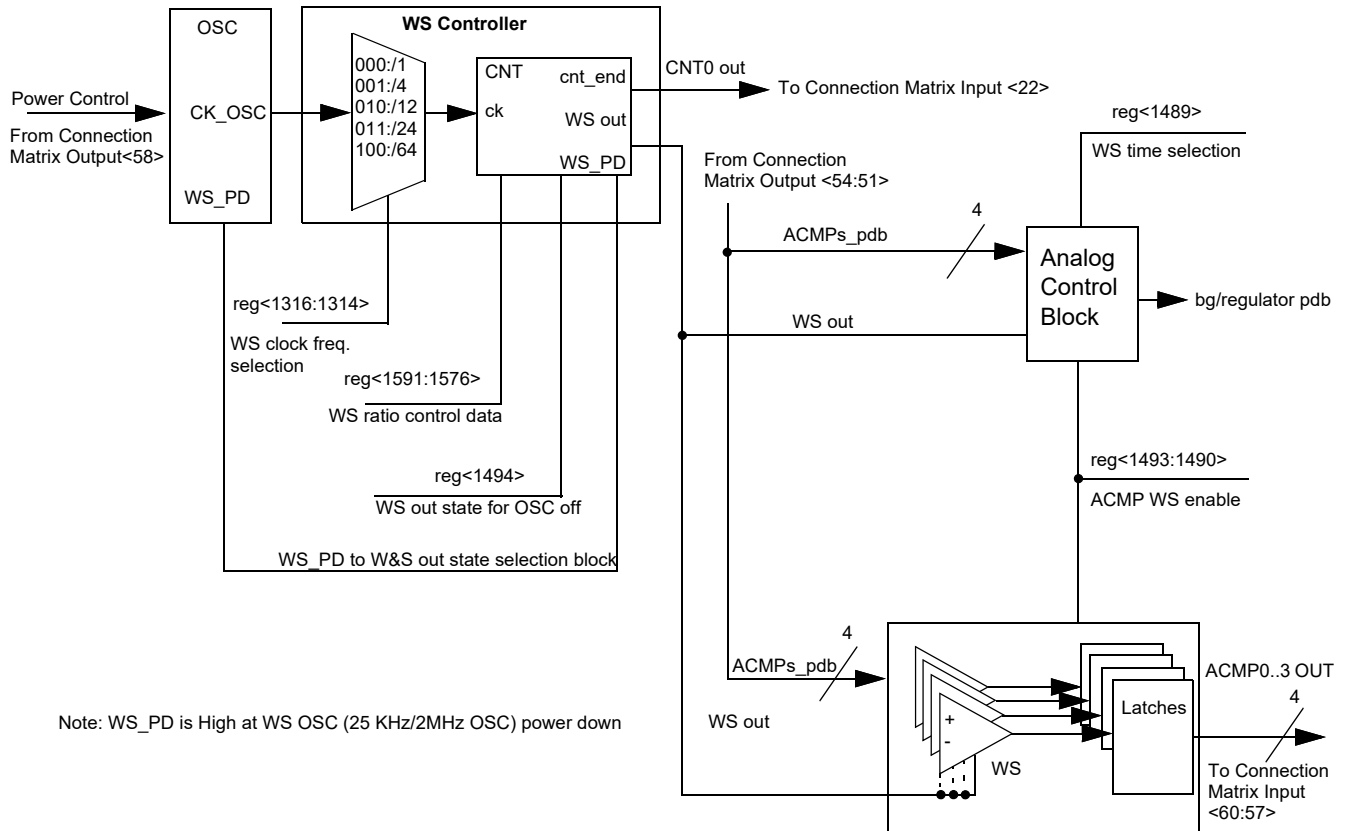 OSC
WS Controller
000:/1
001:/4
010:/12
011:/24
100:/64
CNT
cnt_end
ck
WS out
WS_PD
CNT0 out
To Connection Matrix Input <22>
Power Control
CK_OSC
From Connection
Matrix Output<58>
WS_PD
reg<1489>
WS time selection
From Connection
Matrix Output <54:51>
4
ACMPs_pdb
Analog
Control
Block
bg/regulator pdb
WS out
reg<1316:1314>
WS clock freq.
selection
reg<1591:1576>
WS ratio control data
reg<1494>
WS out state for OSC off
WS_PD to W&S out state selection block
reg<1493:1490>
ACMP WS enable
4
ACMPs_pdb
WS out
+
-
WS
Latches
ACMP0..3 OUT
4
To Connection
Matrix Input
<60:57>
Note: WS_PD is High at WS OSC (25 KHz/2MHz OSC) power down